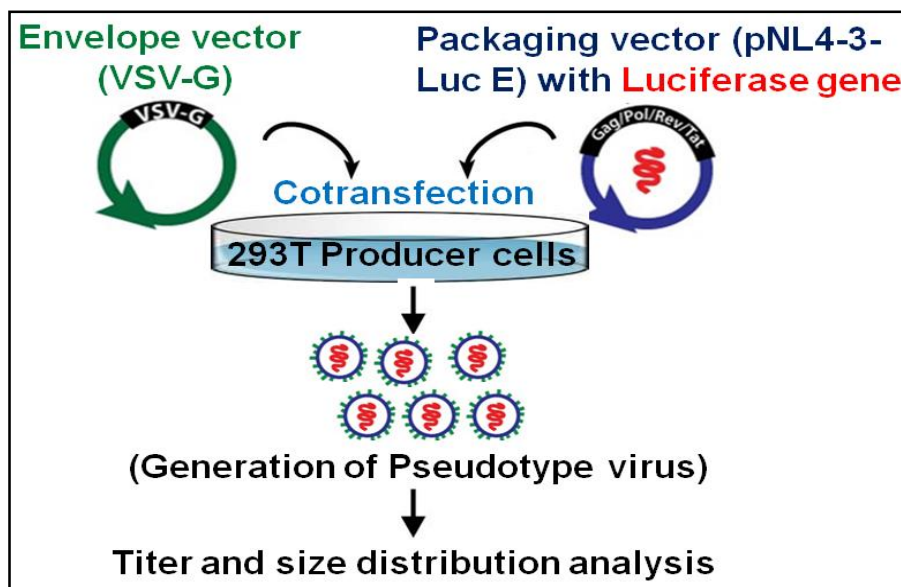 Envelope vector
(VSV-G)
Packaging vector (pNL4-3-
Luc E) with Luciferase gene
VSV-G
Gag/Pol/Rev/Tat
Cotransfection
293T Producer cells
(Generation of Pseudotype virus)
Titer and size distribution analysis